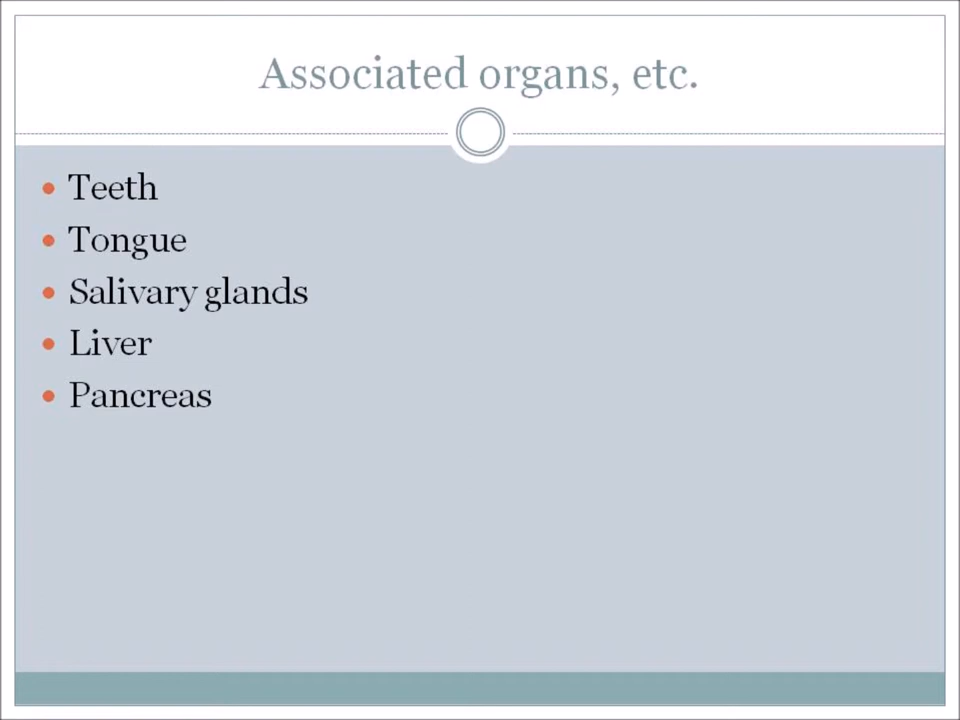 Associated organs, etc.
Teeth
Tongue
Salivary glands
Liver
Pancreas